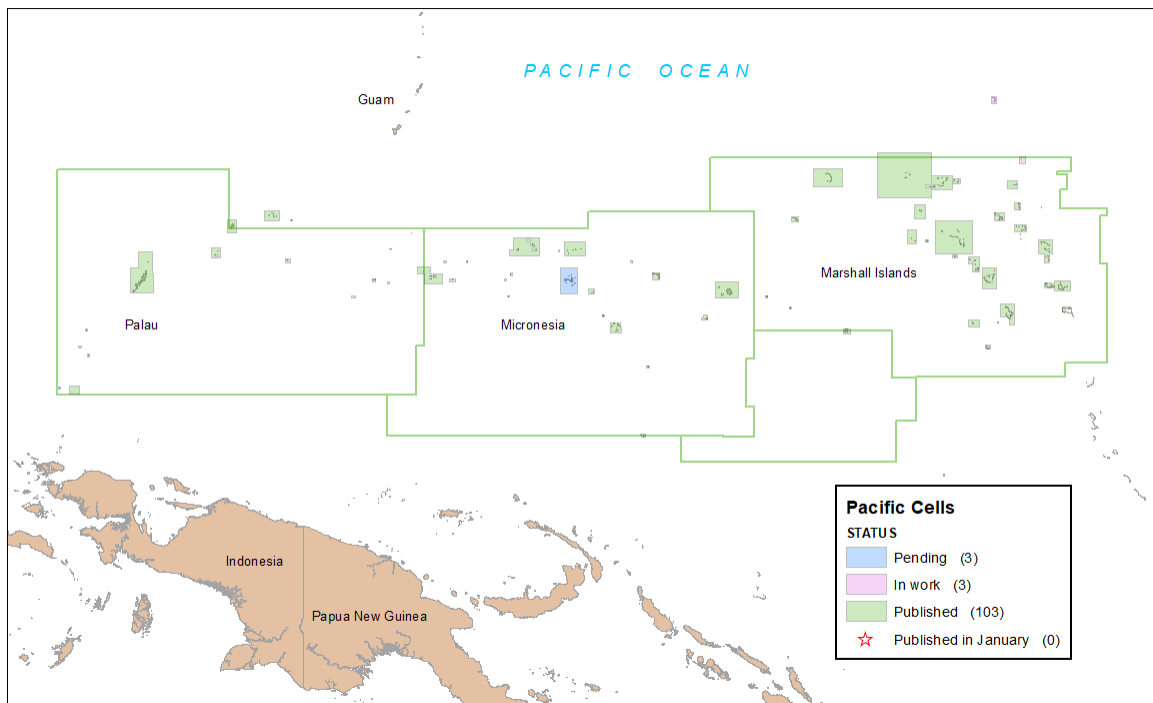 PACIFIC OCEAN
Guam
Marshall Islands
Palau
Micronesia
Indonesia
Papua New Guinea
Pacific Cells
STATUS
Pending (3)
In work (3)
Published (103)
Published in January (0)